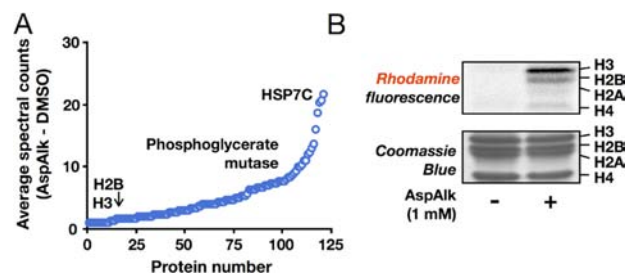 A
Average spectral counts
(AspAlk - DMSO)
30
20
10
0
HSP7C
Phosphoglycerate
mutase
H2B
H3
0 25 50 75 100 125
Protein number
B
Rhodamine
fluorescence
H3
H2B
H2A
H4
Coomassie
Blue
H3
H2B
H2A
H4
AspAlk
(1 mM)
- +